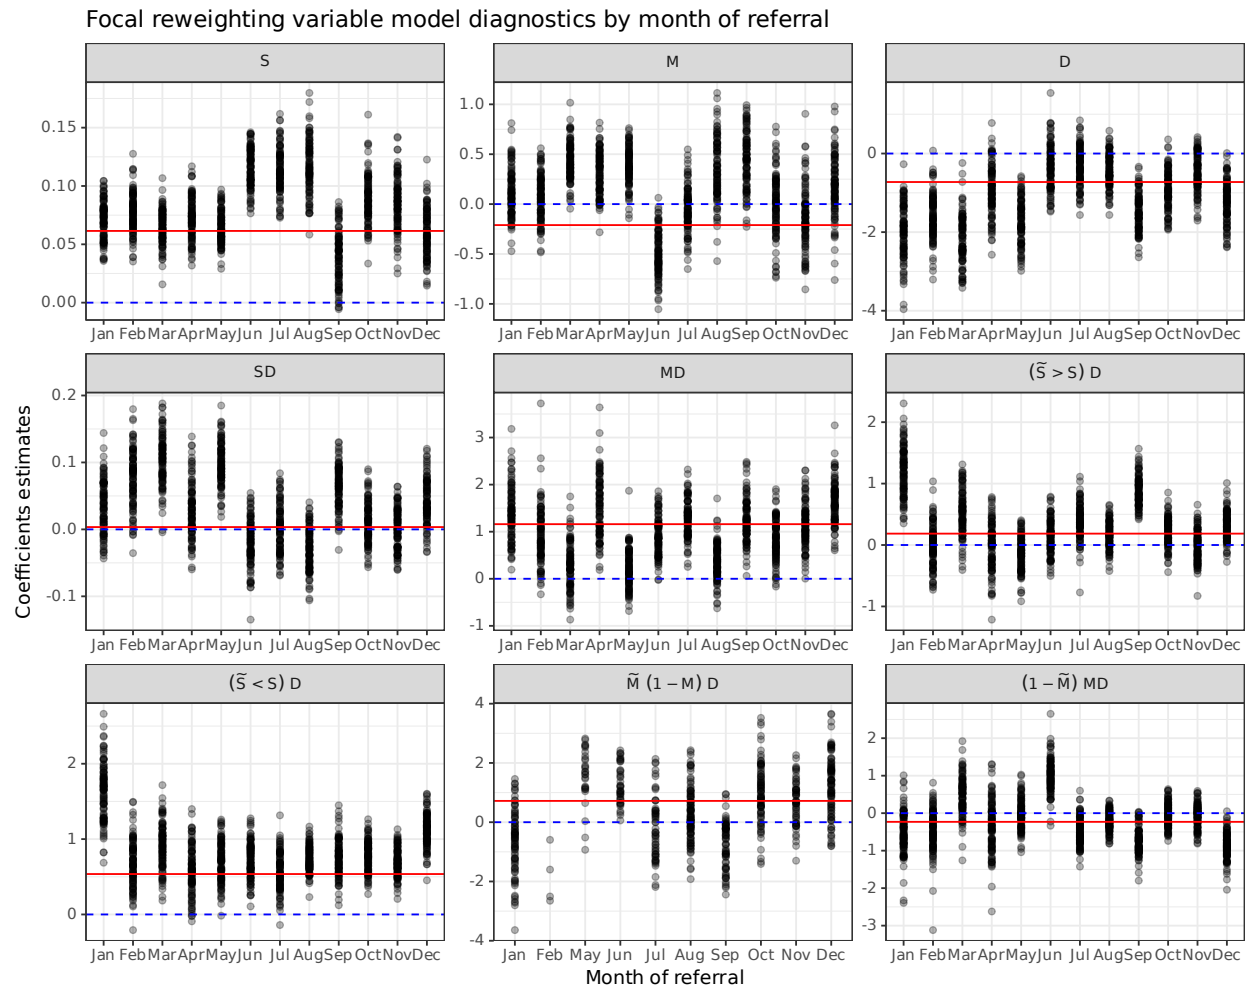 Focal reweighting variable model diagnostics by month of referral
S
M
D
0.15
0.10
0.05
0.00
1.0
0.5
0.0
-0.5
-1.0
0
-2
-4
Jan Feb Mar Apr May Jun Jul Aug Sep Oct Nov Dec
Jan Feb Mar Apr May Jun Jul Aug Sep Oct Nov Dec
Jan Feb Mar Apr May Jun Jul Aug Sep Oct Nov Dec
Coefficients estimates
SD
MD
(S̃ > S) D
0.2
0.1
0.0
-0.1
3
2
1
0
-1
2
1
0
-1
Jan Feb Mar Apr May Jun Jul Aug Sep Oct Nov Dec
Jan Feb Mar Apr May Jun Jul Aug Sep Oct Nov Dec
Jan Feb Mar Apr May Jun Jul Aug Sep Oct Nov Dec
(S̃ < S) D
M̃ (1 − M) D
(1 − M̃) MD
2
1
0
4
2
0
-2
-4
2
1
0
-1
-2
-3
Jan Feb Mar Apr May Jun Jul Aug Sep Oct Nov Dec
Jan Feb May Jun Jul Aug Sep Oct Nov Dec
Jan Feb Mar Apr May Jun Jul Aug Sep Oct Nov Dec
Month of referral